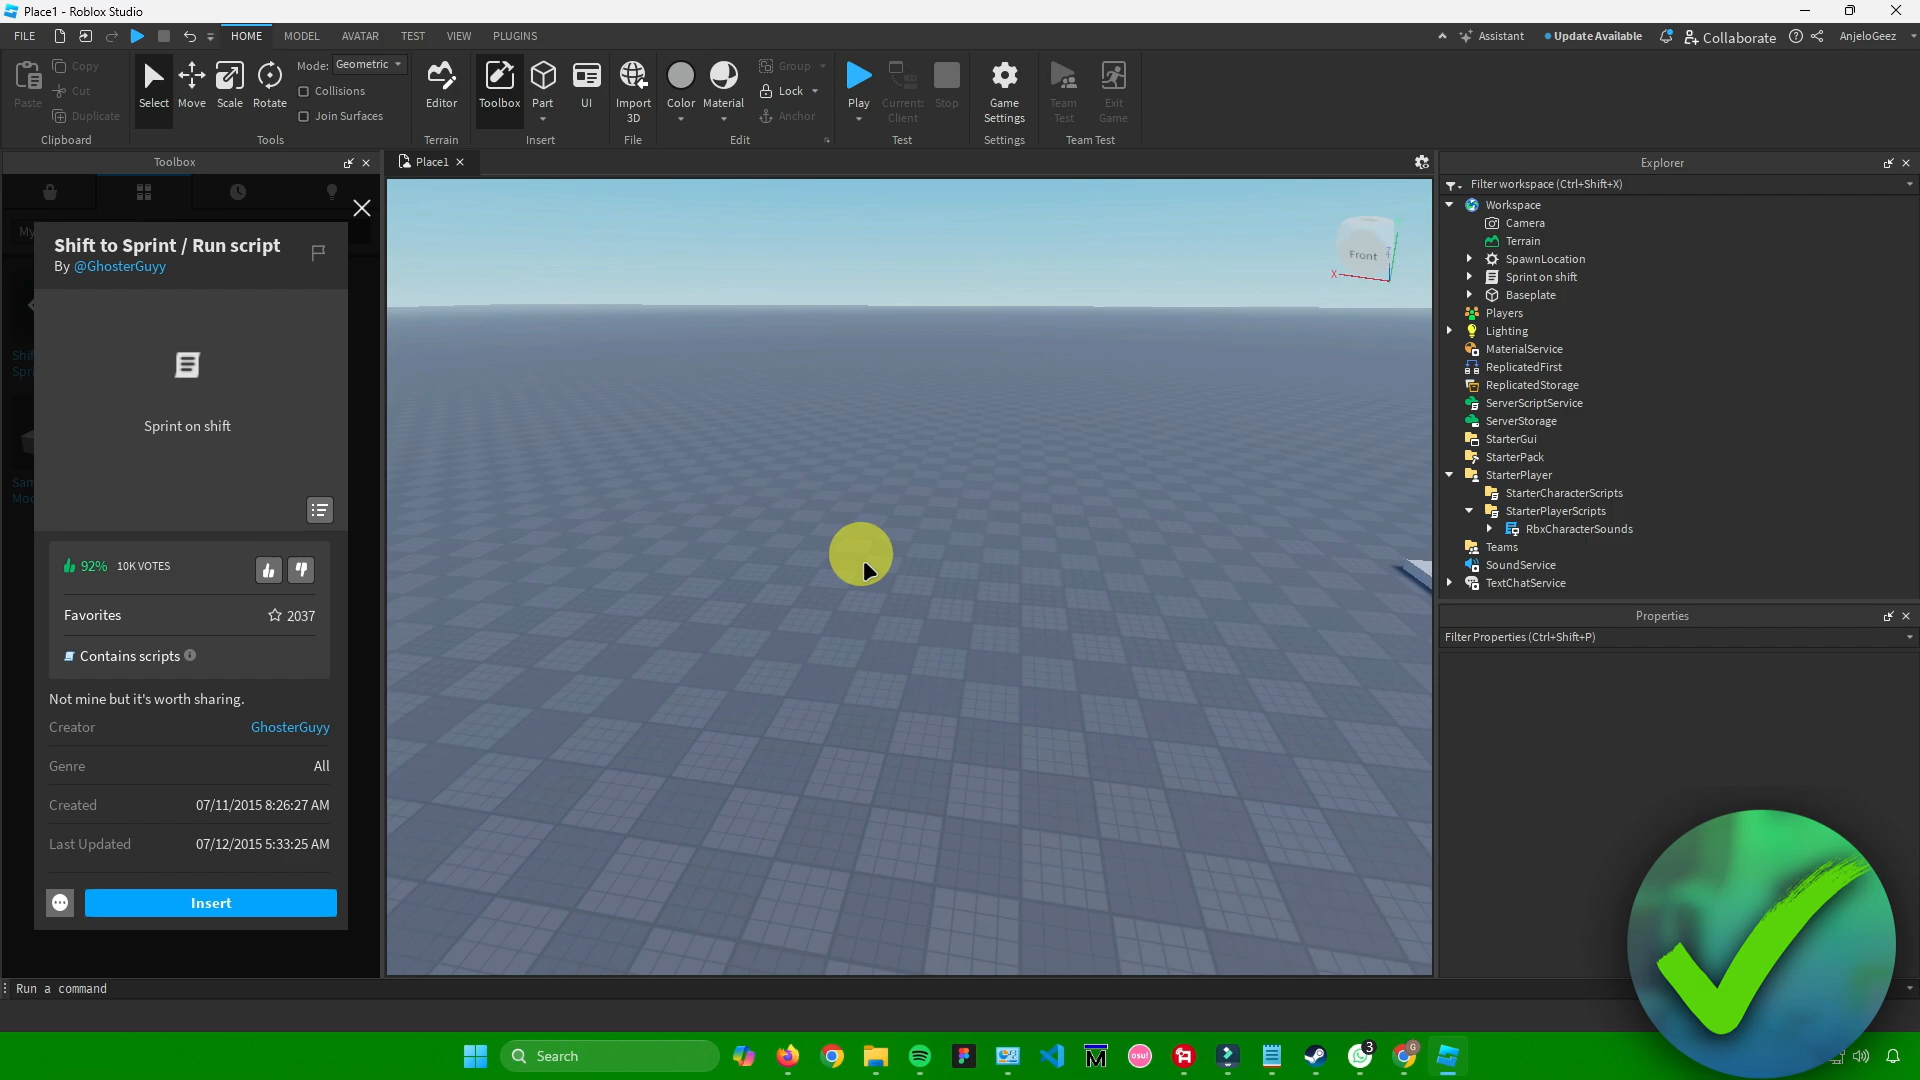 Place1 - Roblox Studio
FILE HOME MODEL AVATAR TEST VIEW PLUGINS Assistant Update Available Collaborate AnjeloGeez
Paste Copy Cut Duplicate
Select Move Scale Rotate
Mode: Geometric
Collisions
Join Surfaces
Editor Toolbox Part UI Import 3D
Color Material Group Lock Anchor
Play Current: Client Stop Game Settings Team Test Exit Game
Clipboard Tools Terrain Insert File Edit Test Settings Team Test
Toolbox
Place1
Explorer
My
Shift to Sprint / Run script
By @GhosterGuyy
Sprint on shift
92% 10K VOTES
Favorites 2037
Contains scripts
Not mine but it's worth sharing.
Creator GhosterGuyy
Genre All
Created 07/11/2015 8:26:27 AM
Last Updated 07/12/2015 5:33:25 AM
Insert
Front
X
Z
Filter workspace (Ctrl+Shift+X)
Workspace
Camera
Terrain
SpawnLocation
Sprint on shift
Baseplate
Players
Lighting
MaterialService
ReplicatedFirst
ReplicatedStorage
ServerScriptService
ServerStorage
StarterGui
StarterPack
StarterPlayer
StarterCharacterScripts
StarterPlayerScripts
RbxCharacterSounds
Teams
SoundService
TextChatService
Properties
Filter Properties (Ctrl+Shift+P)
Run a command
Search
osu!
M
3
G